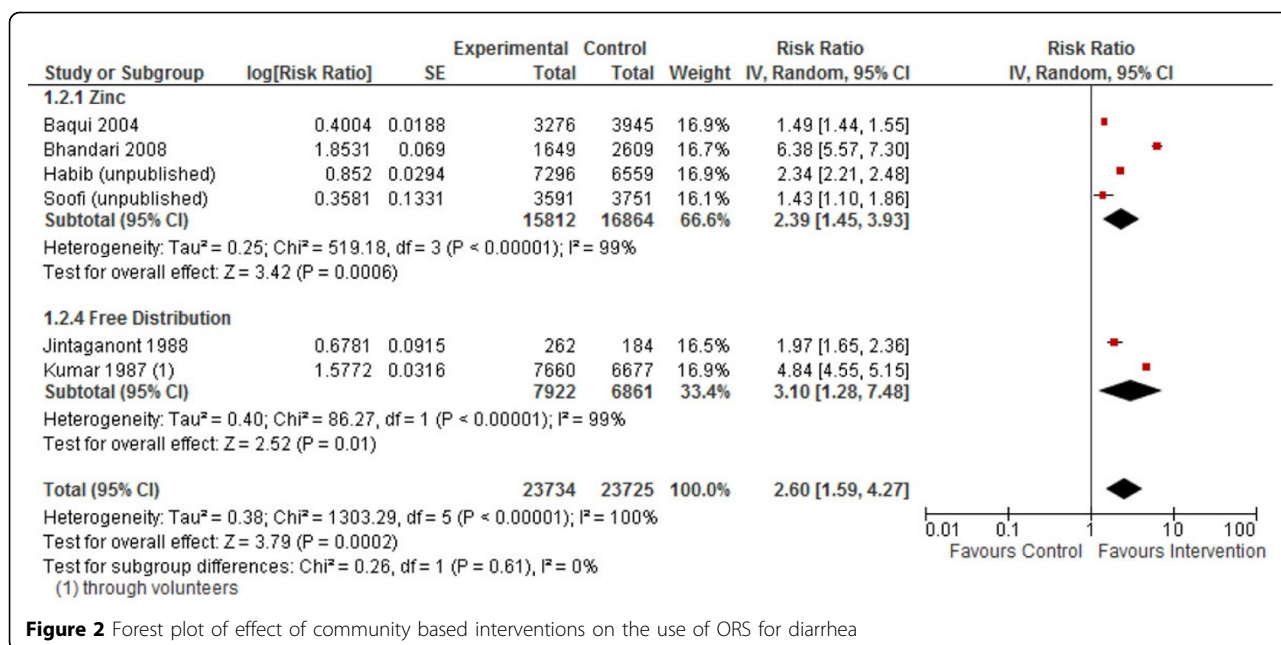 Experimental Control Risk Ratio Risk Ratio
Study or Subgroup log[Risk Ratio] SE Total Total Weight IV, Random, 95% CI IV, Random, 95% CI
1.2.1 Zinc
Baqui 2004 0.4004 0.0188 3276 3945 16.9% 1.49 [1.44, 1.55]
Bhandari 2008 1.8531 0.069 1649 2609 16.7% 6.38 [5.57, 7.30]
Habib (unpublished) 0.852 0.0294 7296 6559 16.9% 2.34 [2.21, 2.48]
Soofi (unpublished) 0.3581 0.1331 3591 3751 16.1% 1.43 [1.10, 1.86]
Subtotal (95% CI) 15812 16864 66.6% 2.39 [1.45, 3.93]
Heterogeneity: Tau² = 0.25; Chi² = 519.18, df = 3 (P < 0.00001); I² = 99%
Test for overall effect: Z = 3.42 (P = 0.0006)
1.2.4 Free Distribution
Jintaganont 1988 0.6781 0.0915 262 184 16.5% 1.97 [1.65, 2.36]
Kumar 1987 (1) 1.5772 0.0316 7660 6677 16.9% 4.84 [4.55, 5.15]
Subtotal (95% CI) 7922 6861 33.4% 3.10 [1.28, 7.48]
Heterogeneity: Tau² = 0.40; Chi² = 86.27, df = 1 (P < 0.00001); I² = 99%
Test for overall effect: Z = 2.52 (P = 0.01)
Total (95% CI) 23734 23725 100.0% 2.60 [1.59, 4.27]
Heterogeneity: Tau² = 0.38; Chi² = 1303.29, df = 5 (P < 0.00001); I² = 100%
Test for overall effect: Z = 3.79 (P = 0.0002)
Test for subgroup differences: Chi² = 0.26, df = 1 (P = 0.61), I² = 0%
(1) through volunteers
0.01 0.1 1 10 100
Favours Control Favours Intervention
Figure 2 Forest plot of effect of community based interventions on the use of ORS for diarrhea